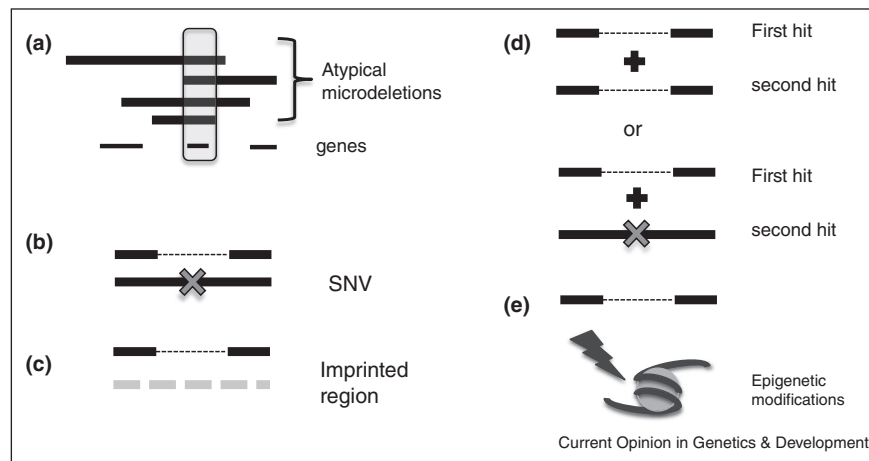 (a)
Atypical
microdeletions
genes
(b)
SNV
(c)
Imprinted
region
(d)
First hit
second hit
or
First hit
second hit
(e)
Epigenetic
modifications
Current Opinion in Genetics & Development